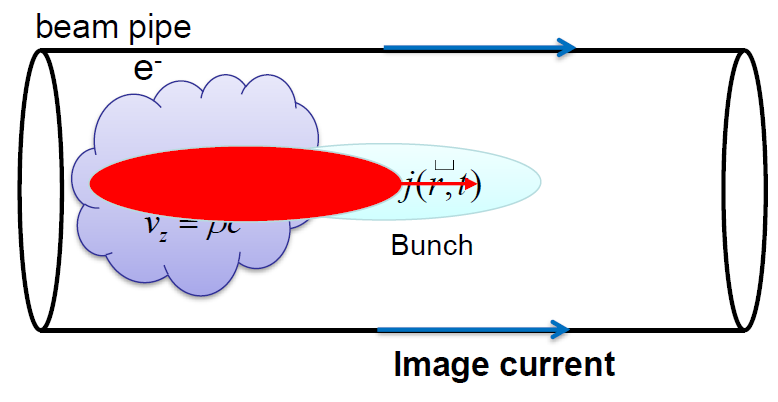 beam pipe
e-
j(r,t)
v_z = βc
Bunch
Image current